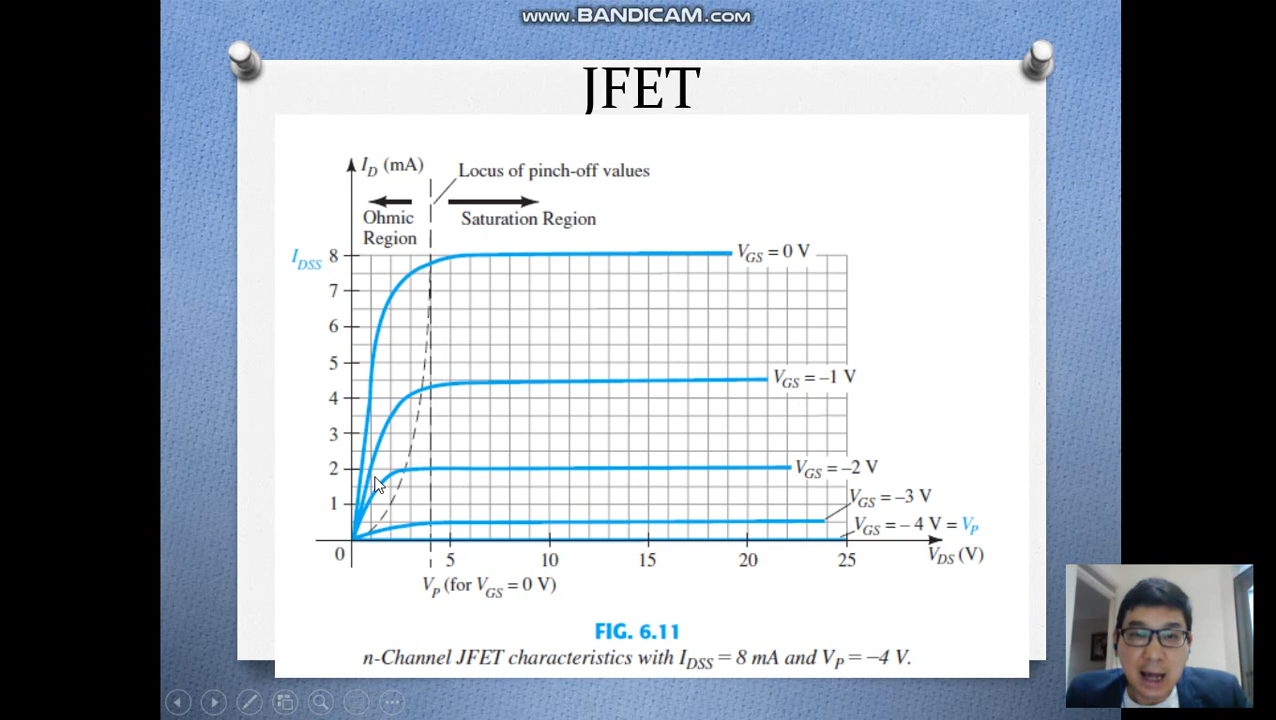 www.BANDICAM.com
JFET
I_D (mA)
Locus of pinch-off values
Ohmic
Region
Saturation Region
I_DSS
8
7
6
5
4
3
2
1
0
V_GS = 0 V
V_GS = –1 V
V_GS = –2 V
V_GS = –3 V
V_GS = – 4 V = V_P
5
10
15
20
25
V_DS (V)
V_P (for V_GS = 0 V)
FIG. 6.11
n-Channel JFET characteristics with I_DSS = 8 mA and V_P = –4 V.